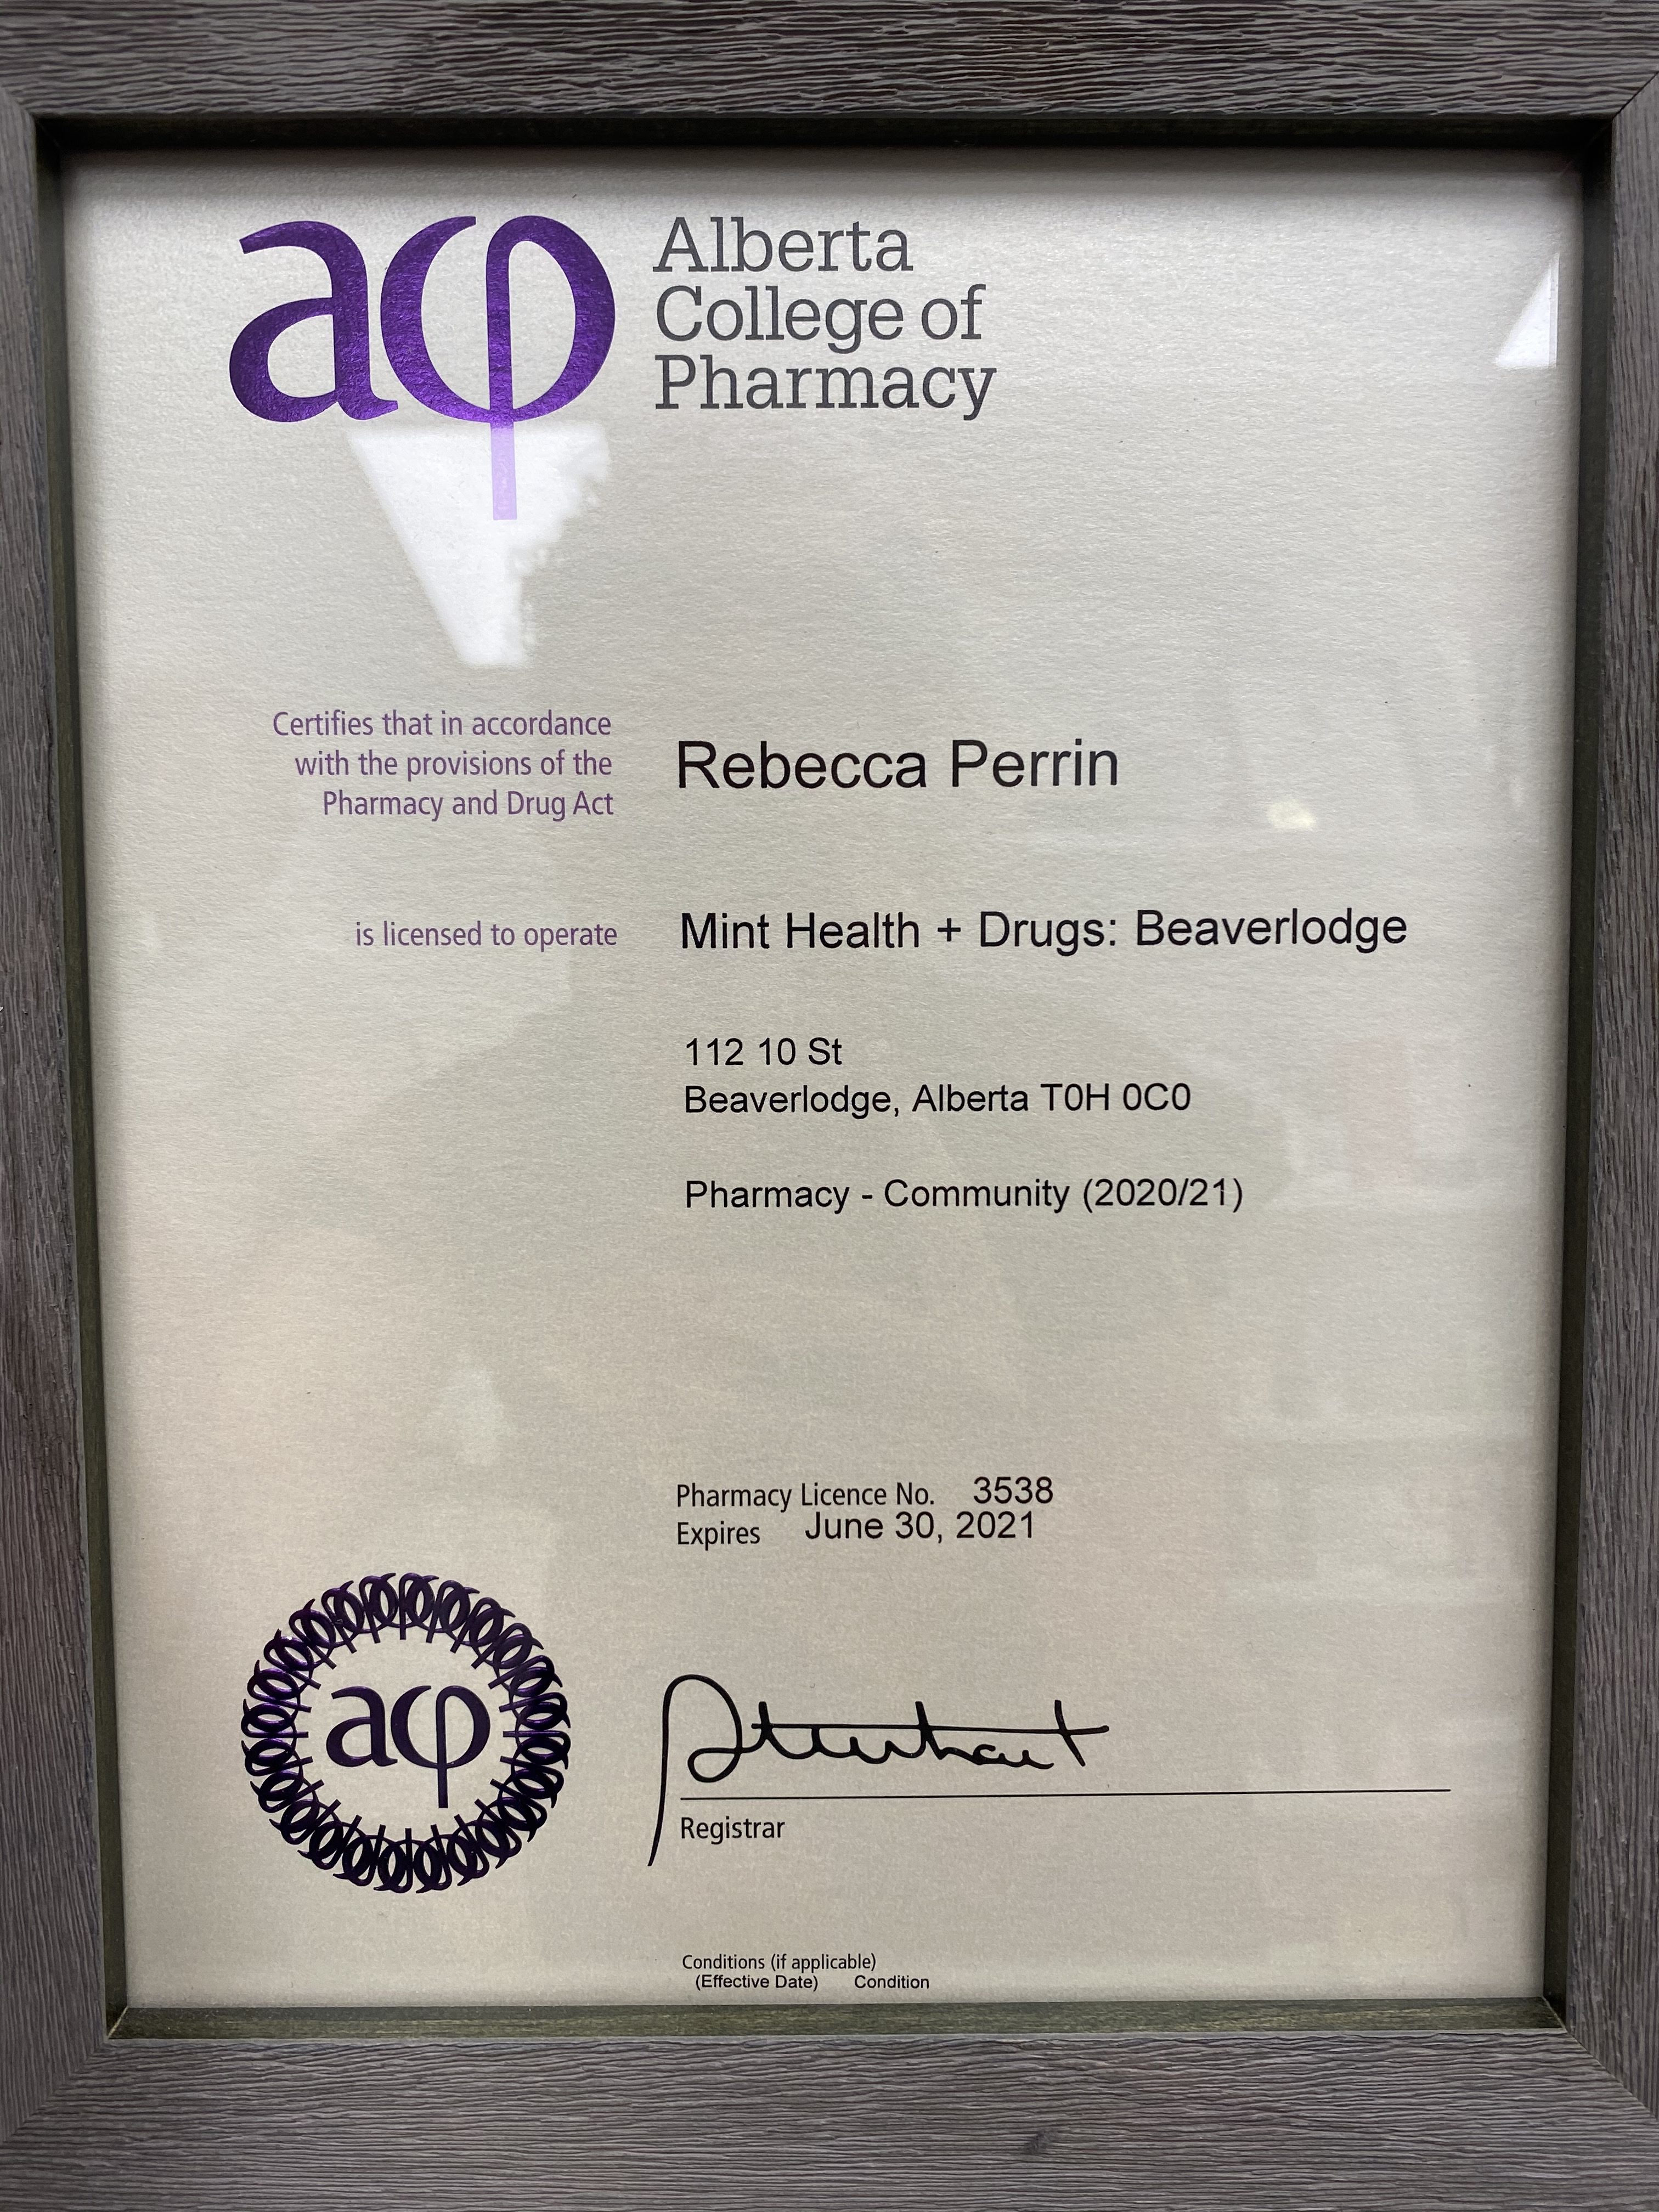 acp
Alberta
College of
Pharmacy
Certifies that in accordance
with the provisions of the
Pharmacy and Drug Act
Rebecca Perrin
is licensed to operate
Mint Health + Drugs: Beaverlodge
112 10 St
Beaverlodge, Alberta T0H 0C0
Pharmacy - Community (2020/21)
Pharmacy Licence No. 3538
Expires June 30, 2021
acp
Registrar
Conditions (if applicable)
(Effective Date) Condition